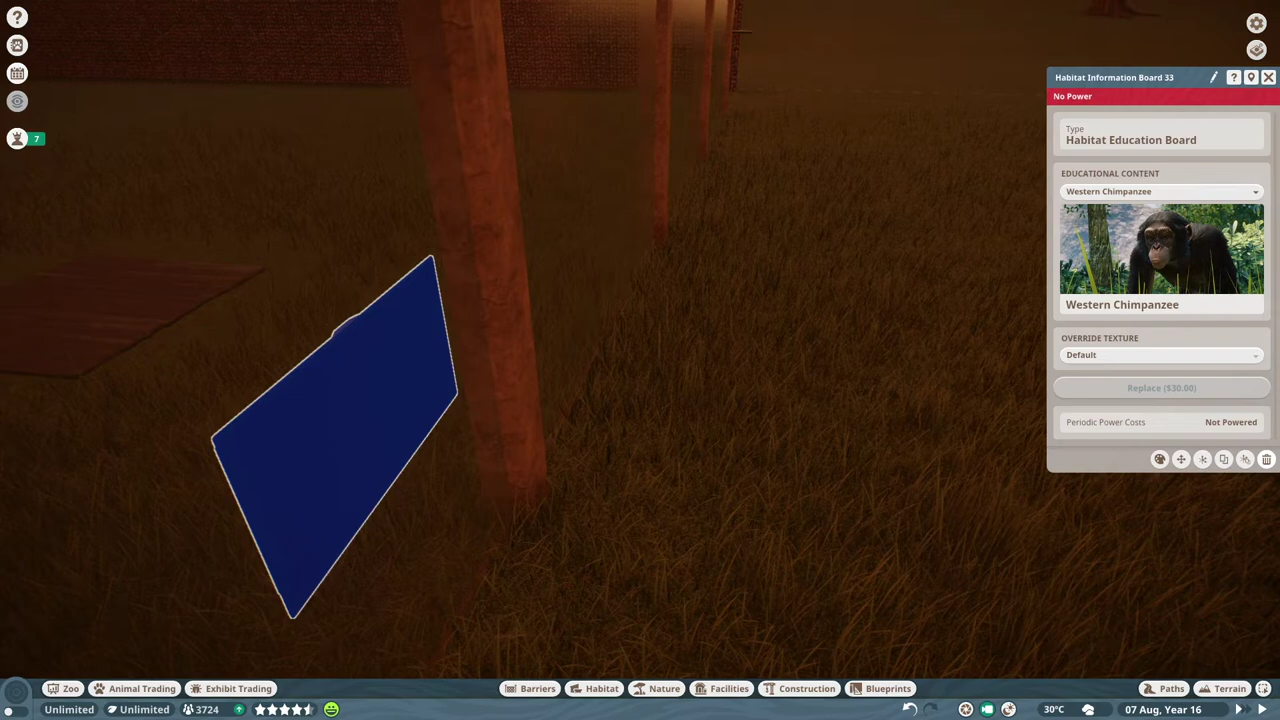 7
Habitat Information Board 33
No Power
Type
Habitat Education Board
EDUCATIONAL CONTENT
Western Chimpanzee
Western Chimpanzee
OVERRIDE TEXTURE
Default
Replace ($30.00)
Periodic Power Costs Not Powered
Zoo Animal Trading Exhibit Trading Barriers Habitat Nature Facilities Construction Blueprints Paths Terrain
Unlimited Unlimited 3724 30°C 07 Aug, Year 16